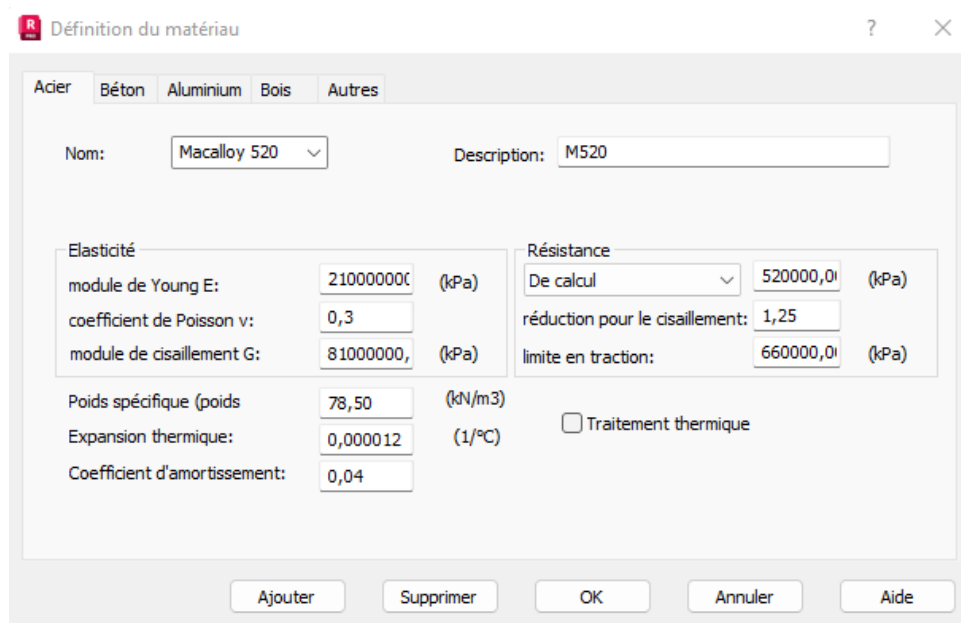 R
PRO
Définition du matériau ? ×
Acier Béton Aluminium Bois Autres
Nom: Macalloy 520 Description: M520
Elasticité Résistance
module de Young E: 21000000( (kPa) De calcul 520000,0( (kPa)
coefficient de Poisson ν: 0,3 réduction pour le cisaillement: 1,25
module de cisaillement G: 81000000, (kPa) limite en traction: 660000,0( (kPa)
Poids spécifique (poids 78,50 (kN/m3)
Traitement thermique
Expansion thermique: 0,000012 (1/°C)
Coefficient d'amortissement: 0,04
Ajouter Supprimer OK Annuler Aide